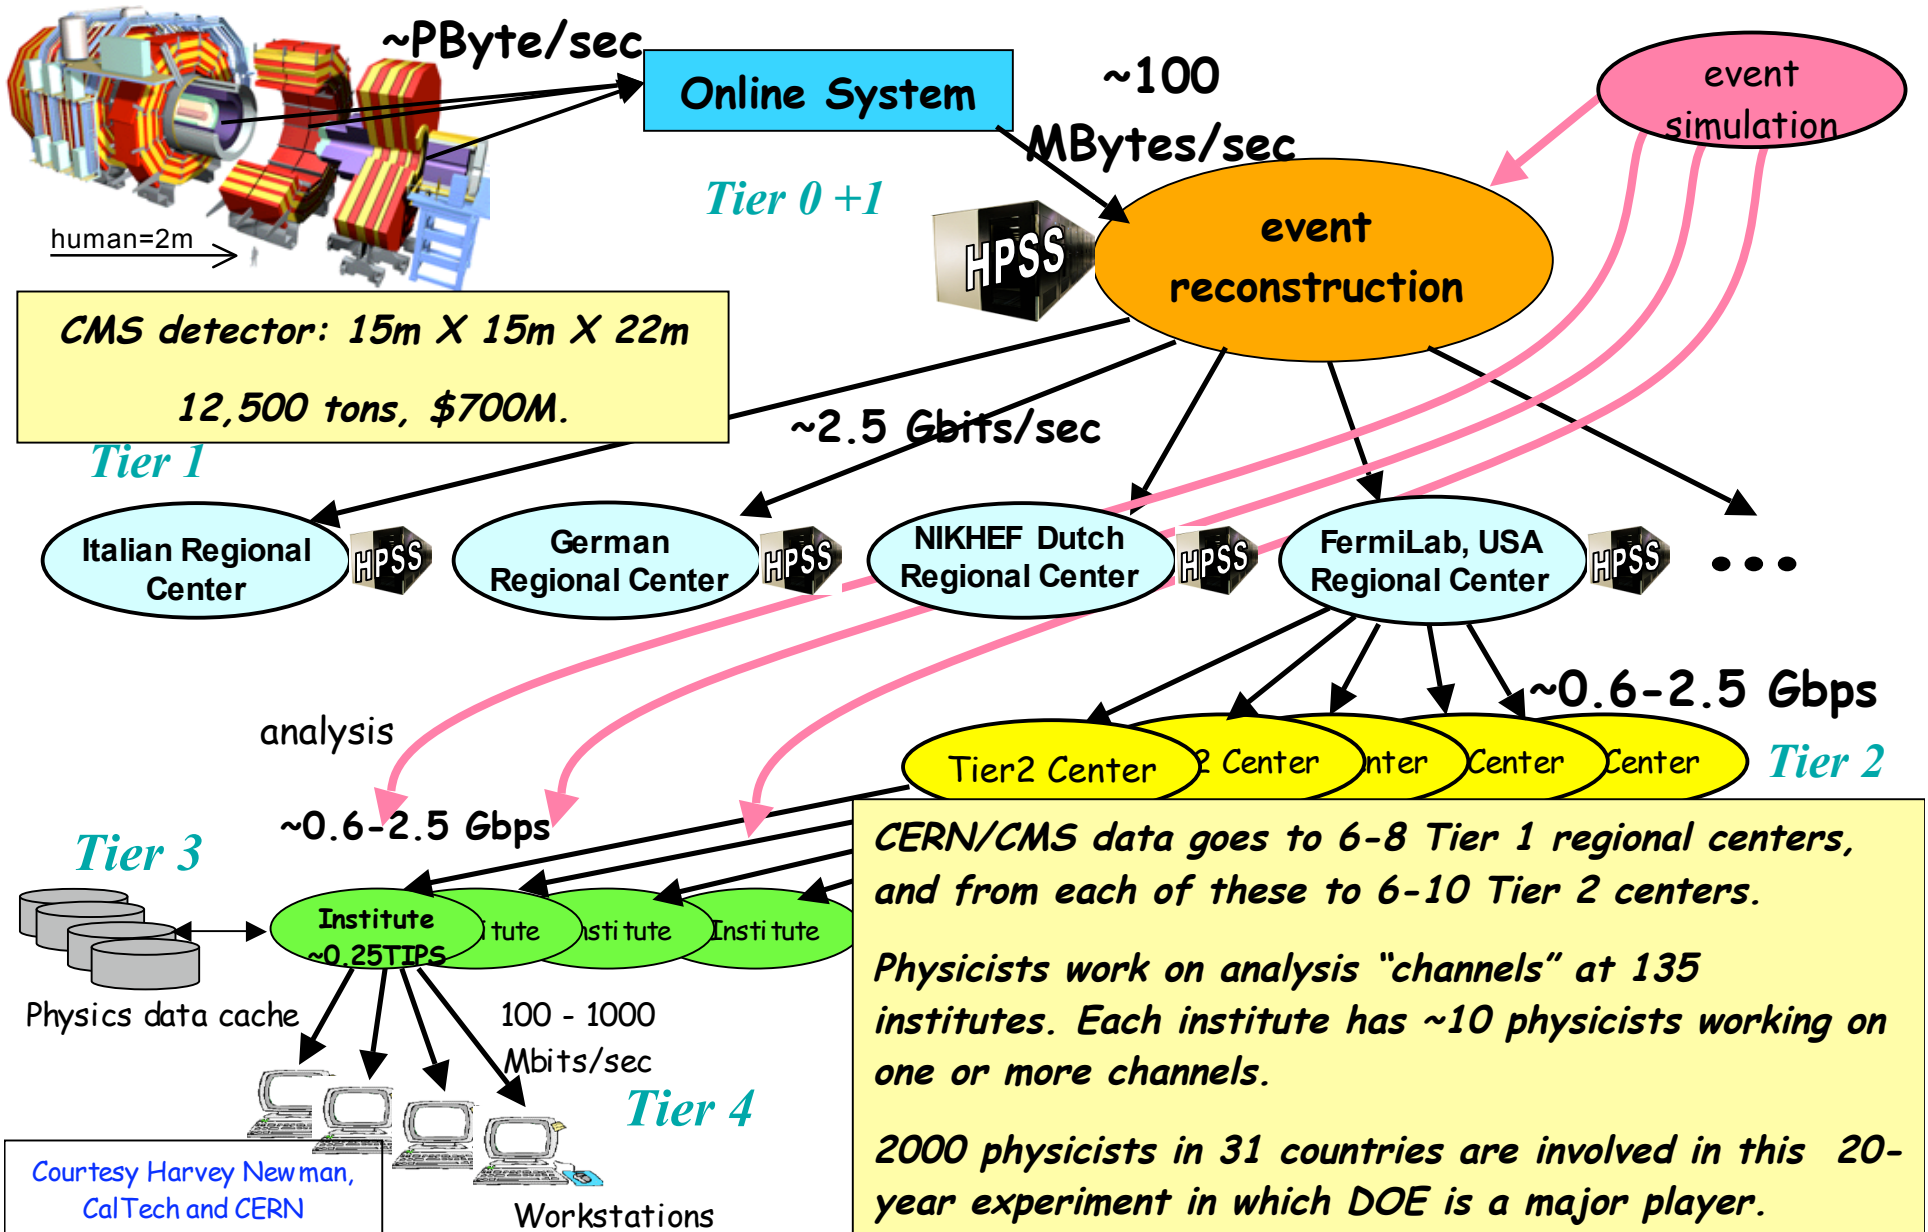 ~PByte/sec
Online System
~100
MBytes/sec
event
simulation
Tier 0 +1
human=2m
HPSS
event
reconstruction
CMS detector: 15m X 15m X 22m
12,500 tons, $700M.
~2.5 Gbits/sec
Tier 1
Italian Regional
Center
HPSS
German
Regional Center
HPSS
NIKHEF Dutch
Regional Center
HPSS
FermiLab, USA
Regional Center
HPSS
...
~0.6-2.5 Gbps
analysis
Tier2 Center
2 Center
nter
Center
Center
Tier 2
~0.6-2.5 Gbps
Tier 3
Institute
~0.25TIPS
itute
nstitute
Institute
Physics data cache
100 - 1000
Mbits/sec
Tier 4
Workstations
CERN/CMS data goes to 6-8 Tier 1 regional centers,
and from each of these to 6-10 Tier 2 centers.
Physicists work on analysis “channels” at 135
institutes. Each institute has ~10 physicists working on
one or more channels.
2000 physicists in 31 countries are involved in this 20-
year experiment in which DOE is a major player.
Courtesy Harvey Newman,
CalTech and CERN